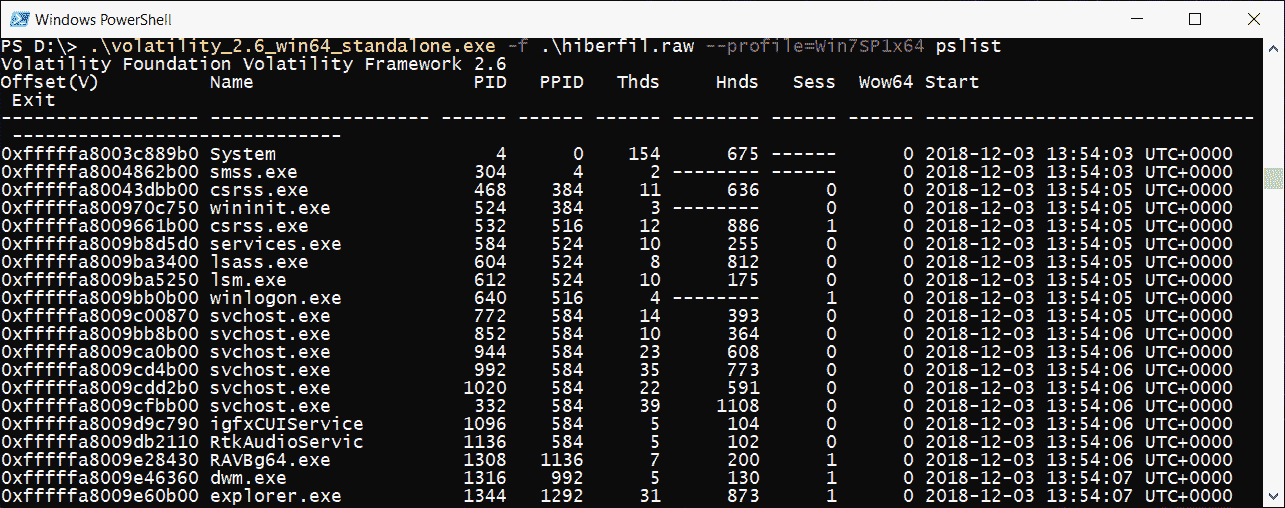 Windows PowerShell
PS D:\> .\volatility_2.6_win64_standalone.exe -f .\hiberfil.raw --profile=Win7SP1x64 pslist
Volatility Foundation Volatility Framework 2.6
Offset(V)          Name                    PID   PPID   Thds     Hnds   Sess  Wow64 Start
 Exit
------------------ -------------------- ------ ------ ------ -------- ------ ------ ------------------------------
 ------------------------------
0xfffffa8003c889b0 System                    4      0    154      675 ------      0 2018-12-03 13:54:03 UTC+0000
0xfffffa8004862b00 smss.exe                304      4      2 -------- ------      0 2018-12-03 13:54:03 UTC+0000
0xfffffa80043dbb00 csrss.exe               468    384     11      636      0      0 2018-12-03 13:54:05 UTC+0000
0xfffffa800970c750 wininit.exe             524    384      3 --------      0      0 2018-12-03 13:54:05 UTC+0000
0xfffffa8009661b00 csrss.exe               532    516     12      886      1      0 2018-12-03 13:54:05 UTC+0000
0xfffffa8009b8d5d0 services.exe            584    524     10      255      0      0 2018-12-03 13:54:05 UTC+0000
0xfffffa8009ba3400 lsass.exe               604    524      8      812      0      0 2018-12-03 13:54:05 UTC+0000
0xfffffa8009ba5250 lsm.exe                 612    524     10      175      0      0 2018-12-03 13:54:05 UTC+0000
0xfffffa8009bb0b00 winlogon.exe            640    516      4 --------      1      0 2018-12-03 13:54:05 UTC+0000
0xfffffa8009c00870 svchost.exe             772    584     14      393      0      0 2018-12-03 13:54:05 UTC+0000
0xfffffa8009bb8b00 svchost.exe             852    584     10      364      0      0 2018-12-03 13:54:06 UTC+0000
0xfffffa8009ca0b00 svchost.exe             944    584     23      608      0      0 2018-12-03 13:54:06 UTC+0000
0xfffffa8009cd4b00 svchost.exe             992    584     35      773      0      0 2018-12-03 13:54:06 UTC+0000
0xfffffa8009cdd2b0 svchost.exe            1020    584     22      591      0      0 2018-12-03 13:54:06 UTC+0000
0xfffffa8009cfbb00 svchost.exe             332    584     39     1108      0      0 2018-12-03 13:54:06 UTC+0000
0xfffffa8009d9c790 igfxCUIService         1096    584      5      104      0      0 2018-12-03 13:54:06 UTC+0000
0xfffffa8009db2110 RtkAudioServic         1136    584      5      102      0      0 2018-12-03 13:54:06 UTC+0000
0xfffffa8009e28430 RAVBg64.exe            1308   1136      7      200      1      0 2018-12-03 13:54:06 UTC+0000
0xfffffa8009e46360 dwm.exe                1316    992      5      130      1      0 2018-12-03 13:54:07 UTC+0000
0xfffffa8009e60b00 explorer.exe           1344   1292     31      873      1      0 2018-12-03 13:54:07 UTC+0000